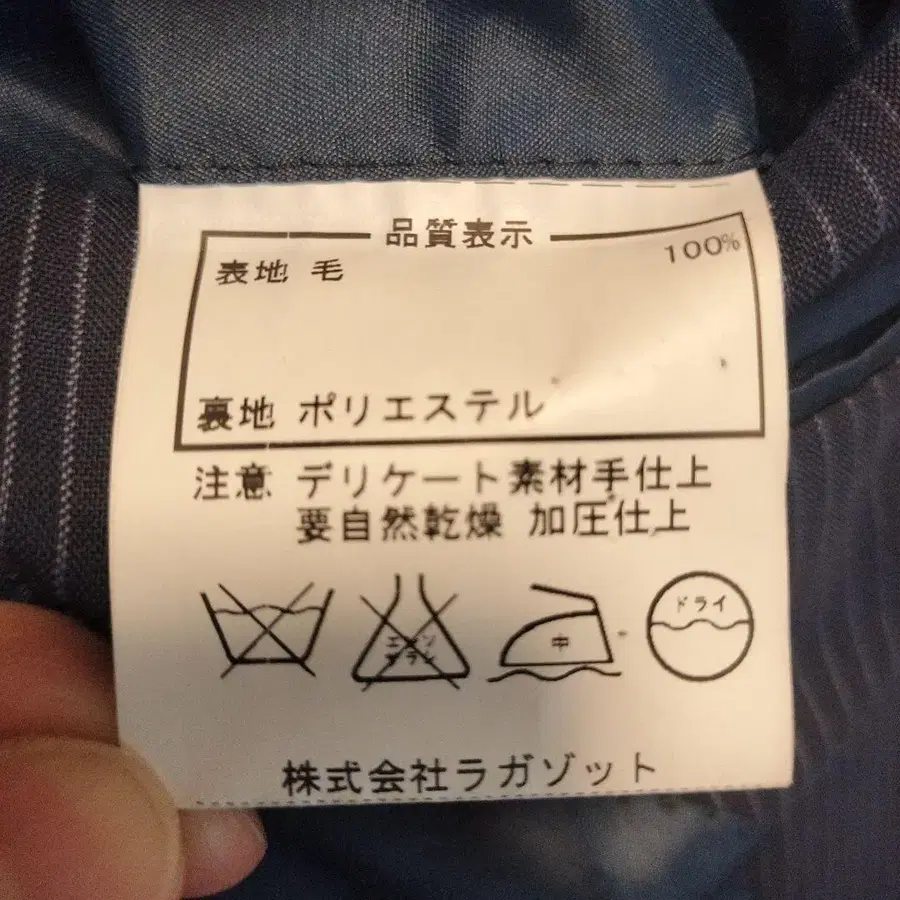 品質表示
表地 毛 100%
裏地 ポリエステル
注意 デリケート素材手仕上
要自然乾燥 加圧仕上
エンソ
サラシ
中
ドライ
株式会社ラガゾット